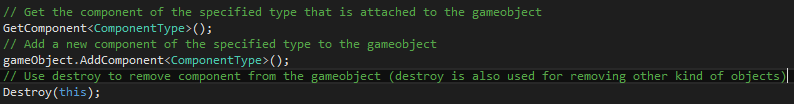 // Get the component of the specified type that is attached to the gameobject
GetComponent<ComponentType>();
// Add a new component of the specified type to the gameobject
gameObject.AddComponent<ComponentType>();
// Use destroy to remove component from the gameobject (destroy is also used for removing other kind of objects)
Destroy(this);